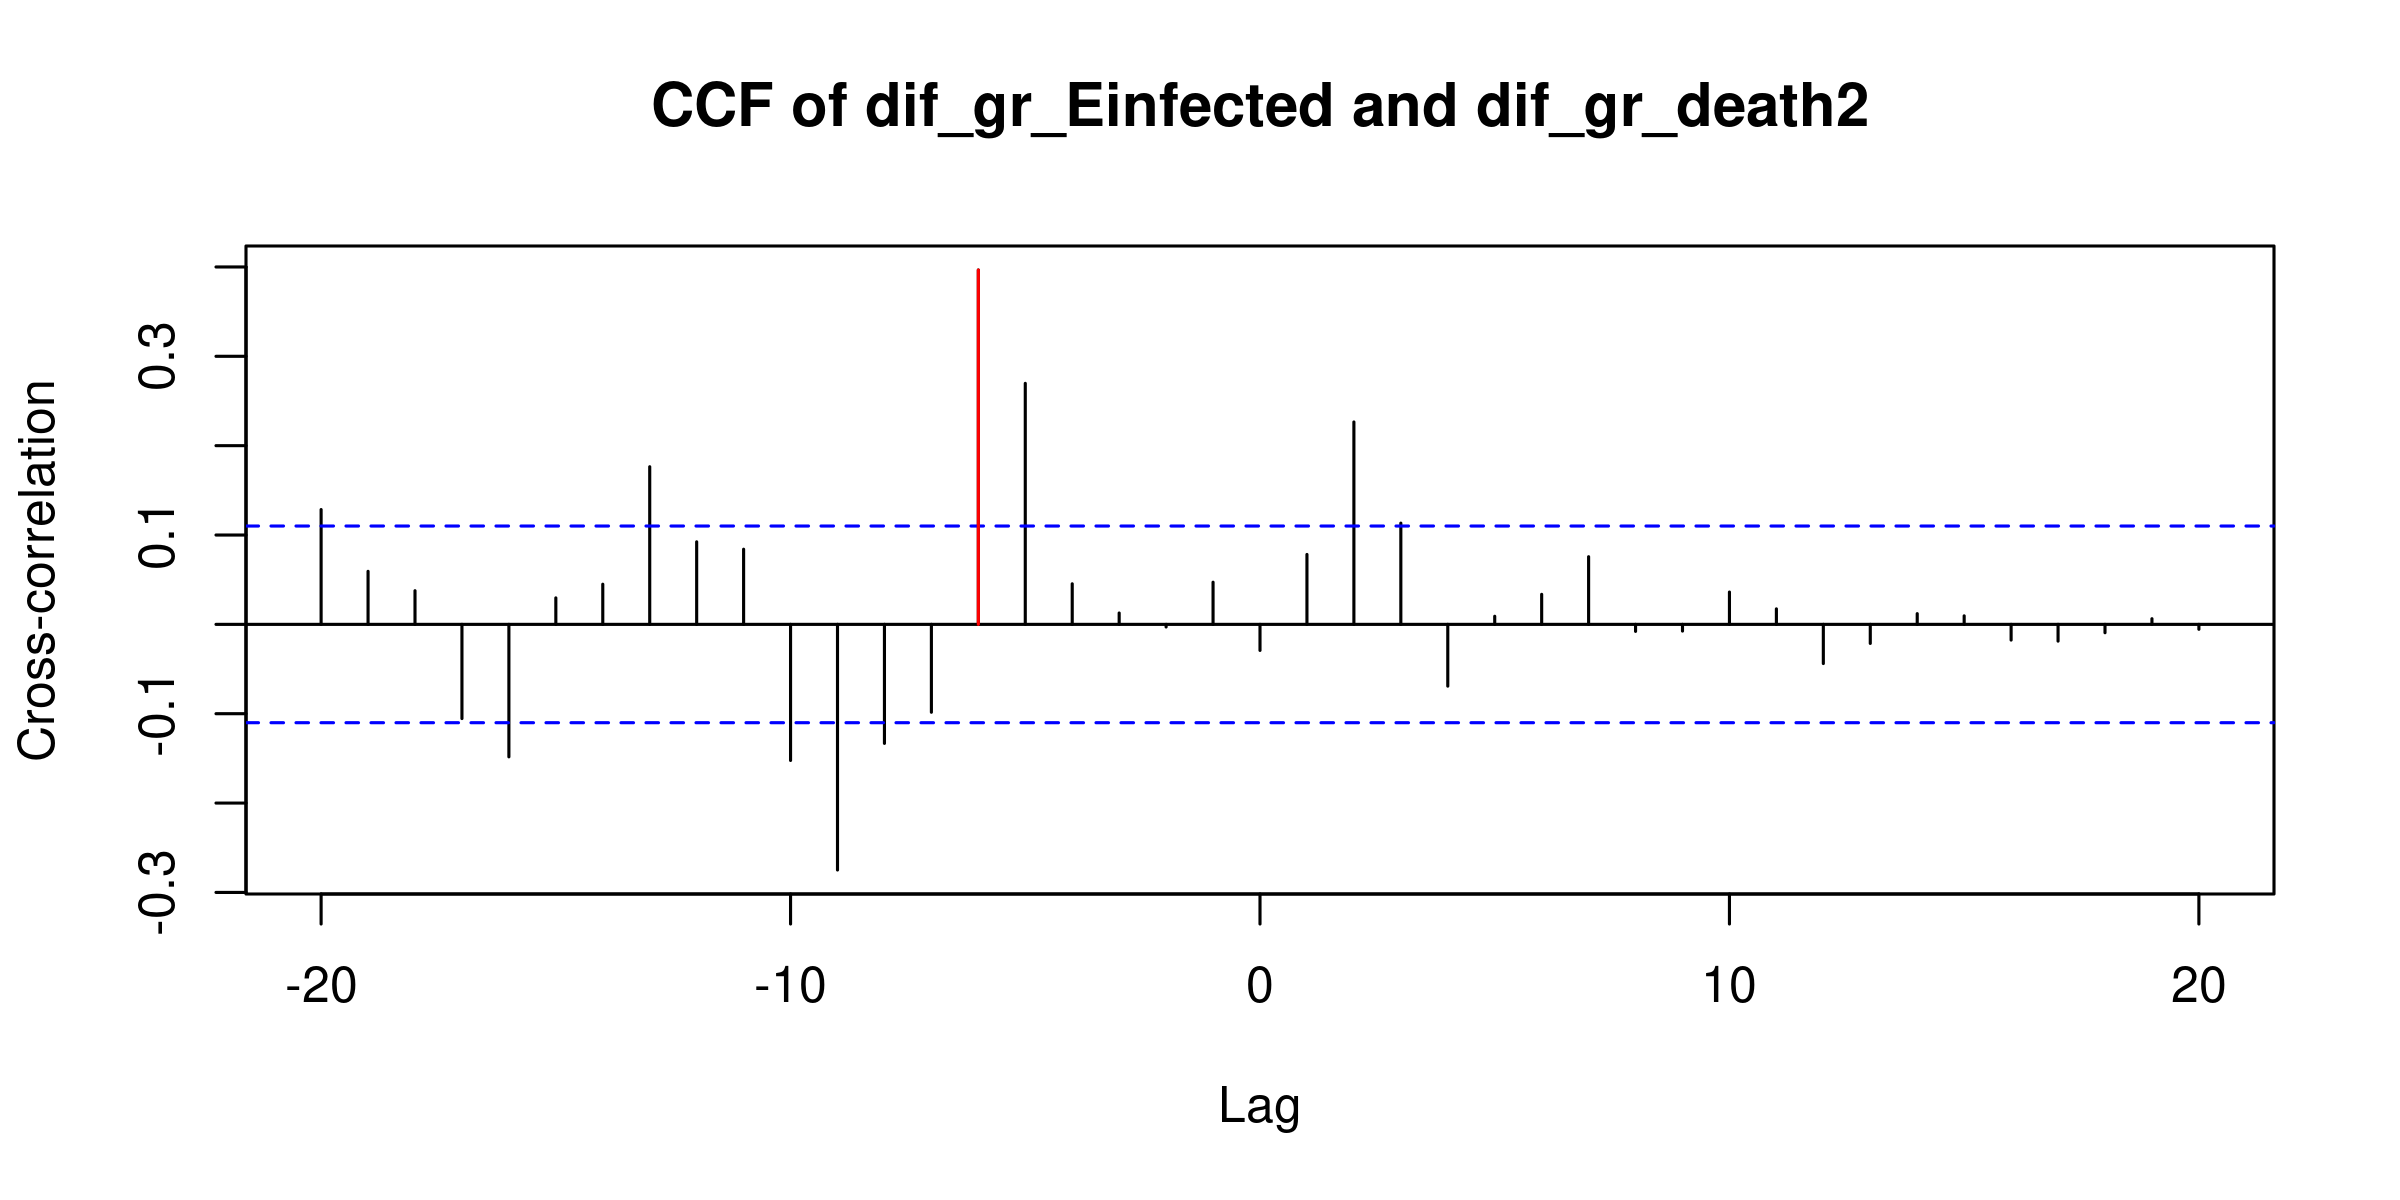 CCF of dif_gr_Einfected and dif_gr_death2
Cross-correlation
0.3
0.1
-0.1
-0.3
-20 -10 0 10 20
Lag